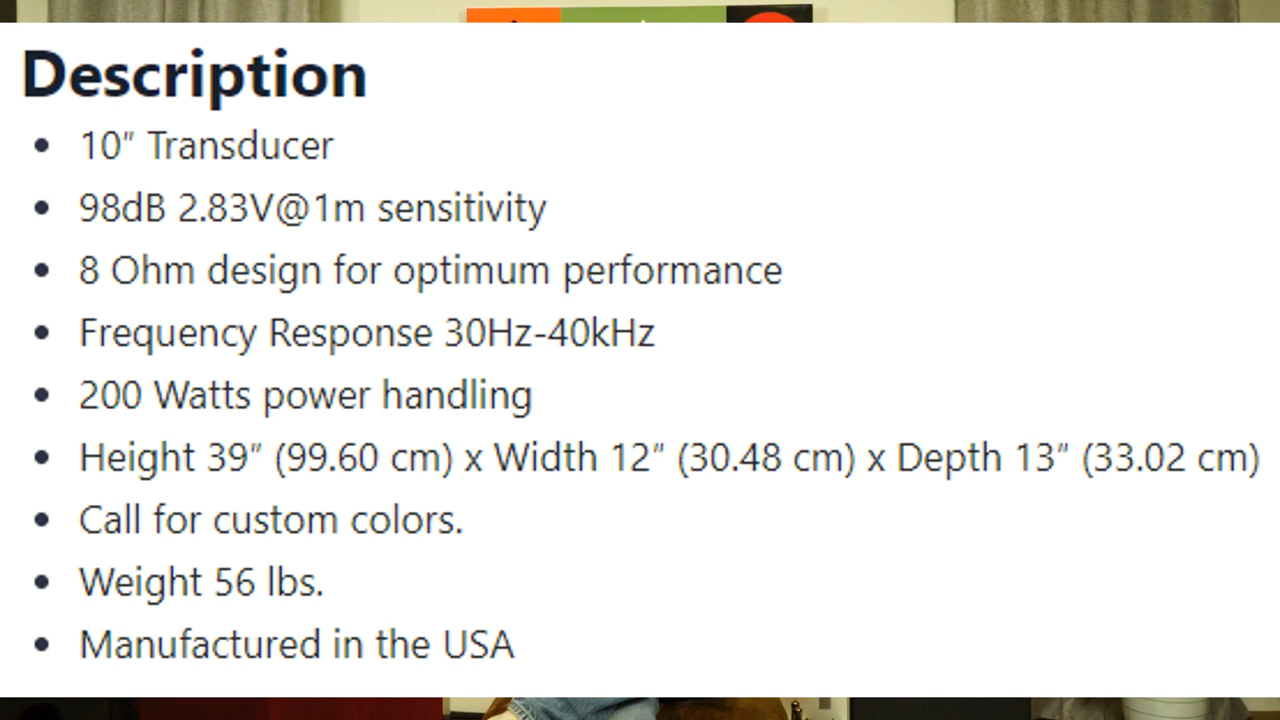 Description
• 10″ Transducer
• 98dB 2.83V@1m sensitivity
• 8 Ohm design for optimum performance
• Frequency Response 30Hz-40kHz
• 200 Watts power handling
• Height 39″ (99.60 cm) x Width 12″ (30.48 cm) x Depth 13″ (33.02 cm)
• Call for custom colors.
• Weight 56 lbs.
• Manufactured in the USA